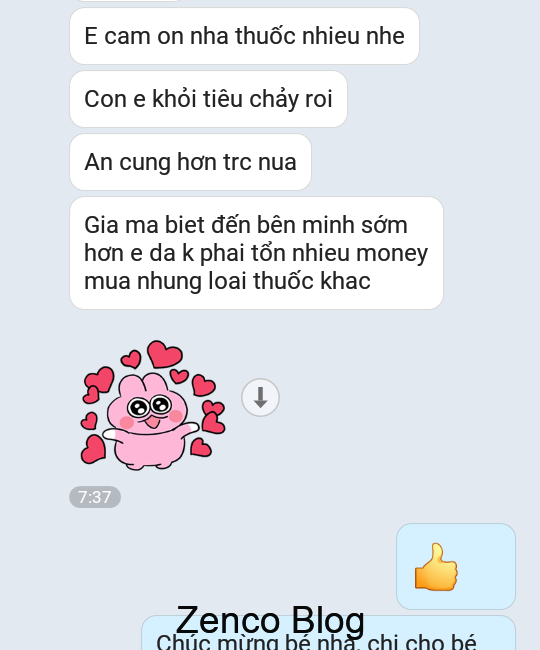 E cam on nha thuốc nhieu nhe
Con e khỏi tiêu chảy roi
An cung hơn trc nua
Gia ma biet đến bên minh sớm
hơn e da k phai tổn nhieu money
mua nhung loai thuốc khac
7:37
Zenco Blog
Chúc mừng bé nhà, chị cho bé